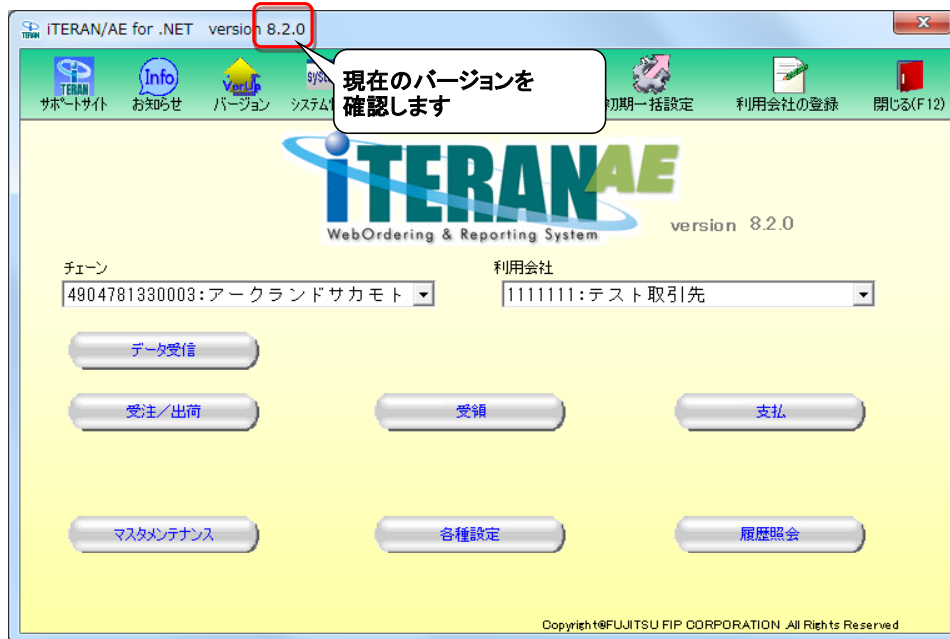 iTERAN/AE for .NET version 8.2.0
TERAN
Info
VerUp
サポートサイト お知らせ バージョン 初期一括設定 利用会社の登録 閉じる(F12)
現在のバージョンを
確認します
iTERAN AE
WebOrdering & Reporting System
version 8.2.0
チェーン 利用会社
4904781330003:アークランドサカモト 1111111:テスト取引先
データ受信
受注／出荷 受領 支払
マスタメンテナンス 各種設定 履歴照会
Copyright@FUJITSU FIP CORPORATION .All Rights Reserved